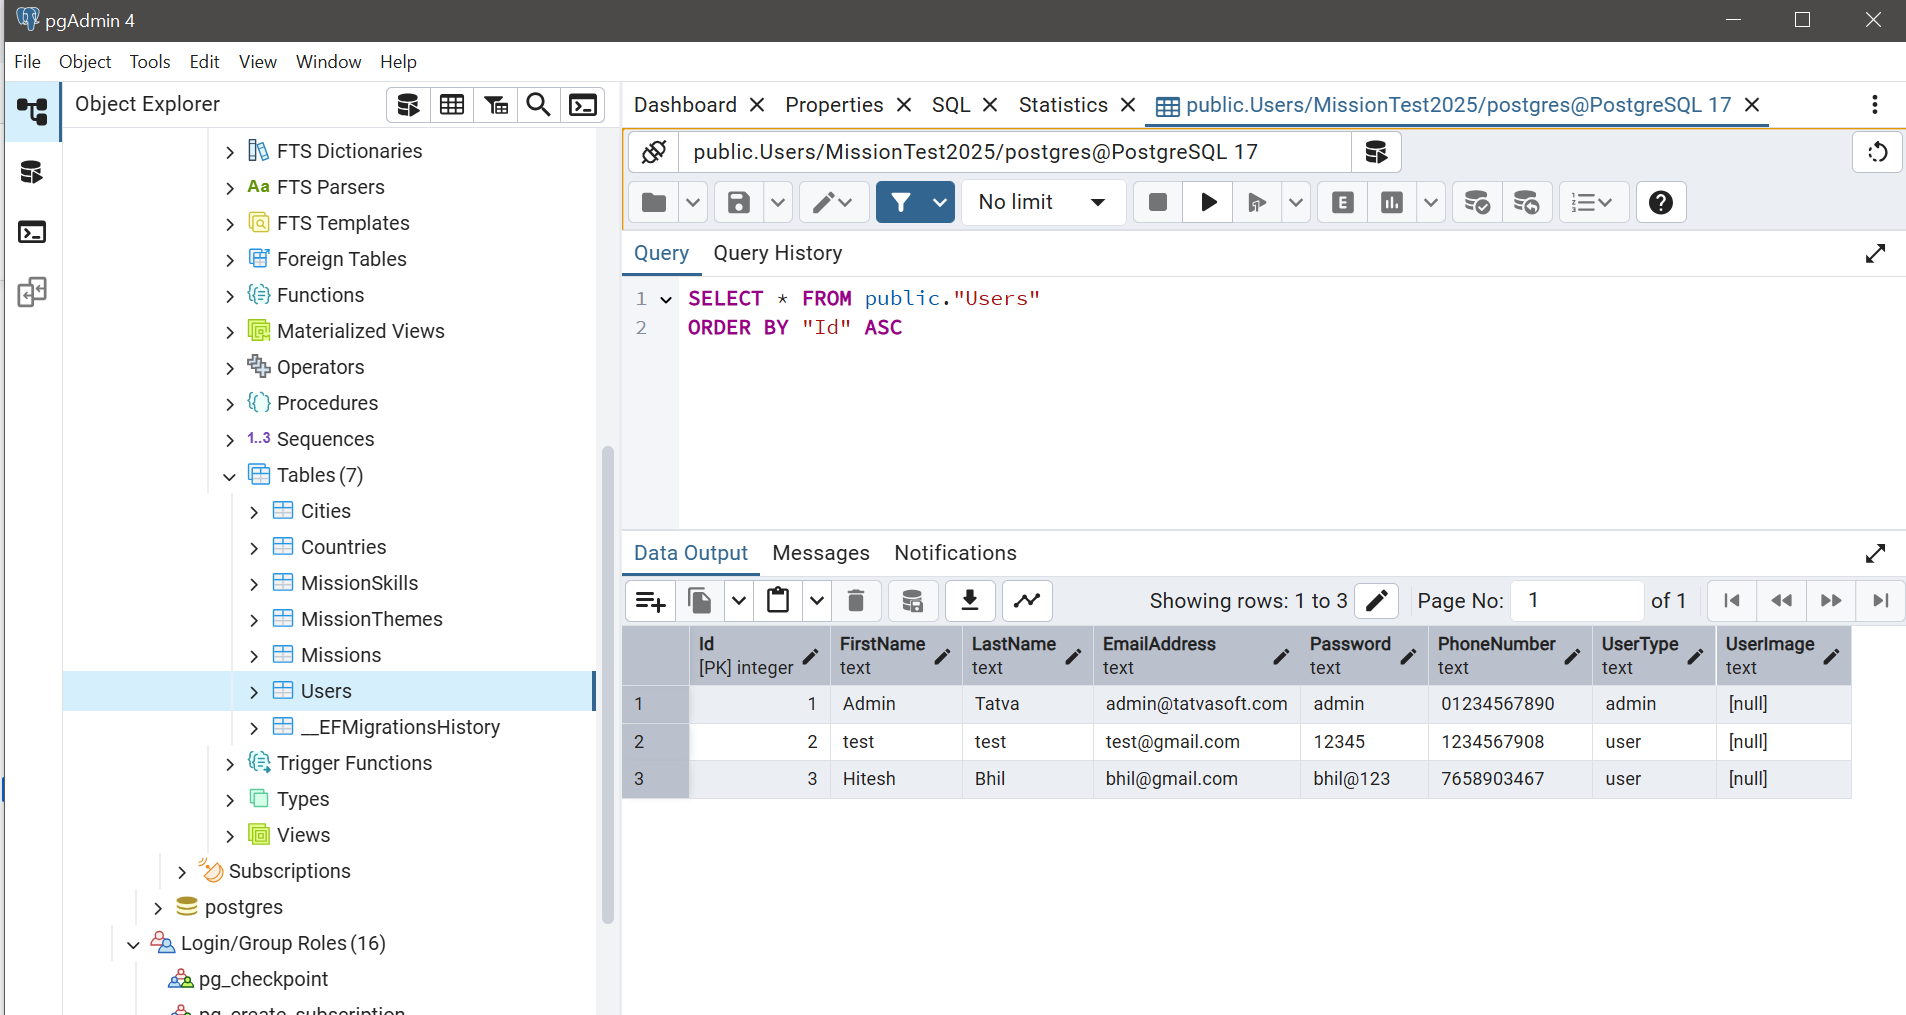 pgAdmin 4
File Object Tools Edit View Window Help
Object Explorer
FTS Dictionaries
Aa FTS Parsers
FTS Templates
Foreign Tables
Functions
Materialized Views
Operators
Procedures
1..3 Sequences
Tables (7)
Cities
Countries
MissionSkills
MissionThemes
Missions
Users
__EFMigrationsHistory
Trigger Functions
Types
Views
Subscriptions
postgres
Login/Group Roles (16)
pg_checkpoint
pg_create_subscription
Dashboard Properties SQL Statistics public.Users/MissionTest2025/postgres@PostgreSQL 17
public.Users/MissionTest2025/postgres@PostgreSQL 17
No limit
E
Query Query History
1 SELECT * FROM public."Users"
2 ORDER BY "Id" ASC
Data Output Messages Notifications
Showing rows: 1 to 3 Page No: 1 of 1
Id FirstName LastName EmailAddress Password PhoneNumber UserType UserImage
[PK] integer text text text text text text text
1 1 Admin Tatva admin@tatvasoft.com admin 01234567890 admin [null]
2 2 test test test@gmail.com 12345 1234567908 user [null]
3 3 Hitesh Bhil bhil@gmail.com bhil@123 7658903467 user [null]